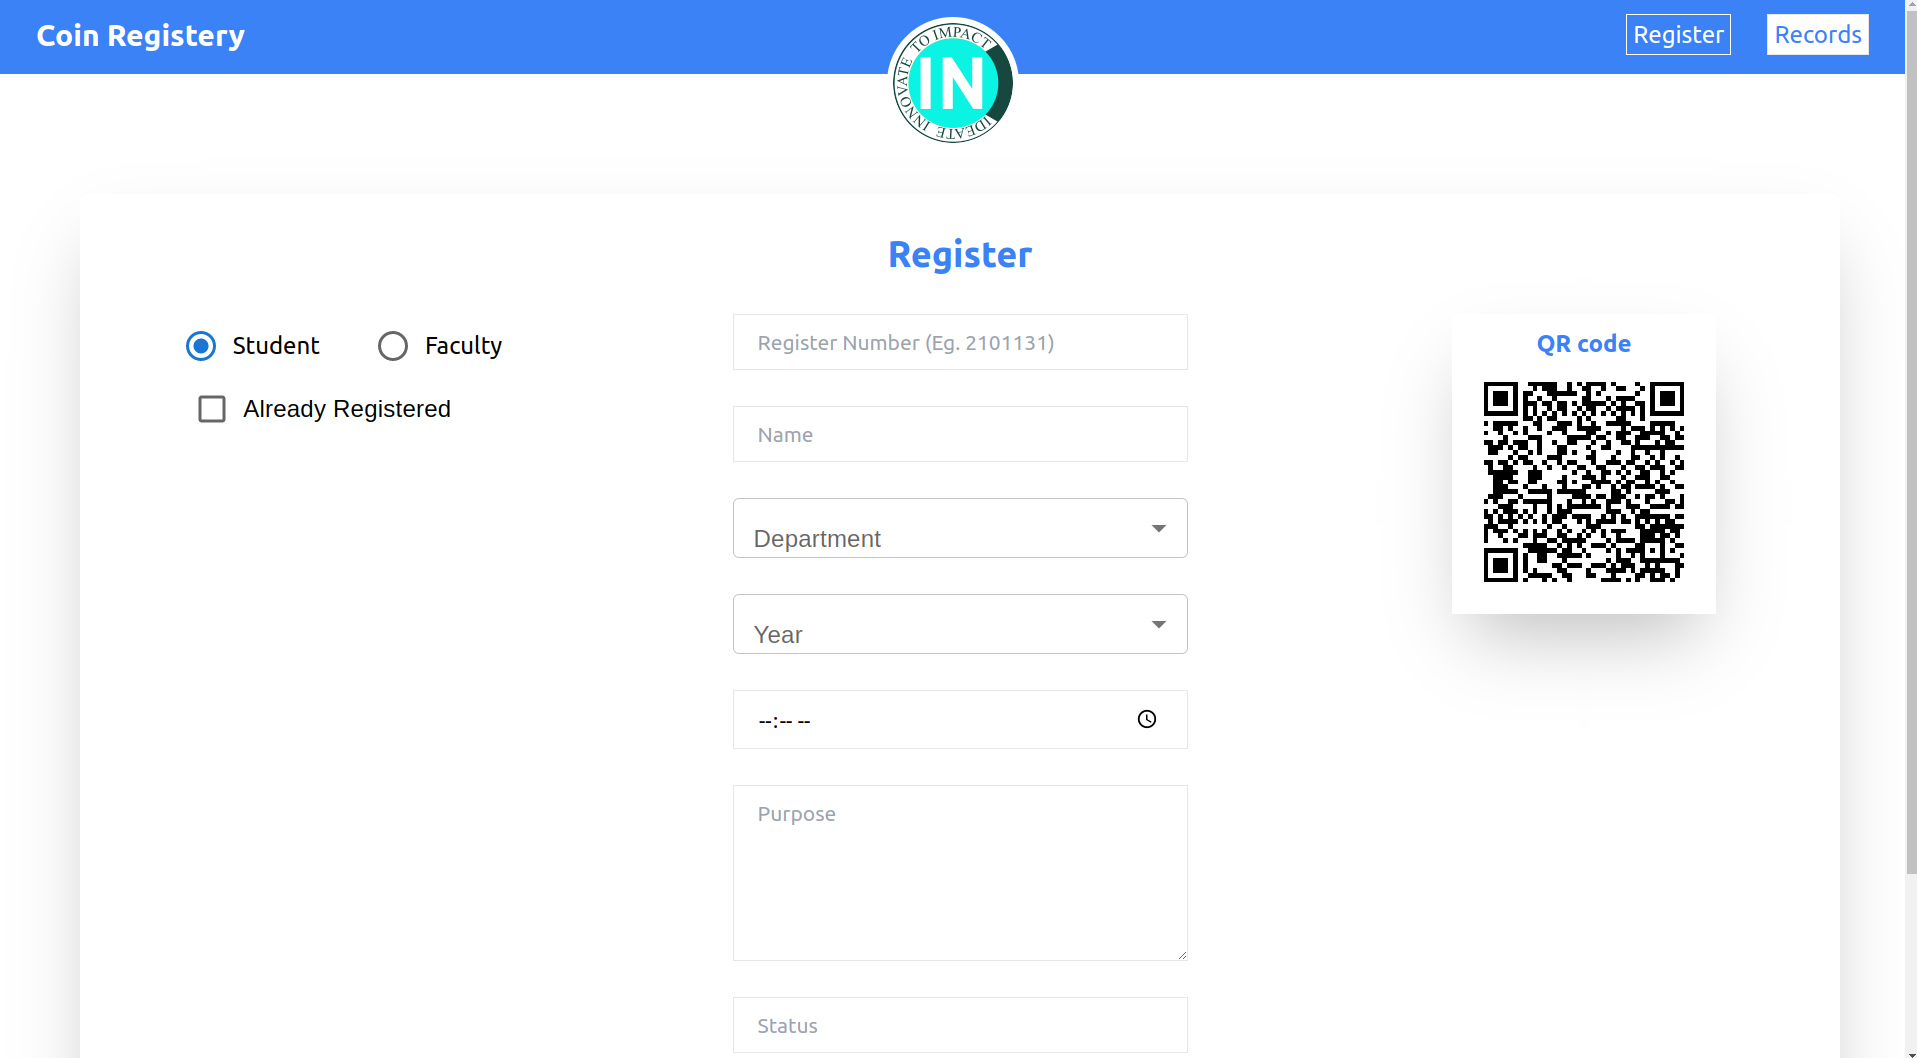 Coin Registery
TO IMPACT
INNOVATE
IDEATE
IN
Register
Records
Register
Student
Faculty
Already Registered
Register Number (Eg. 2101131)
Name
Department
Year
--:-- --
Purpose
Status
QR code